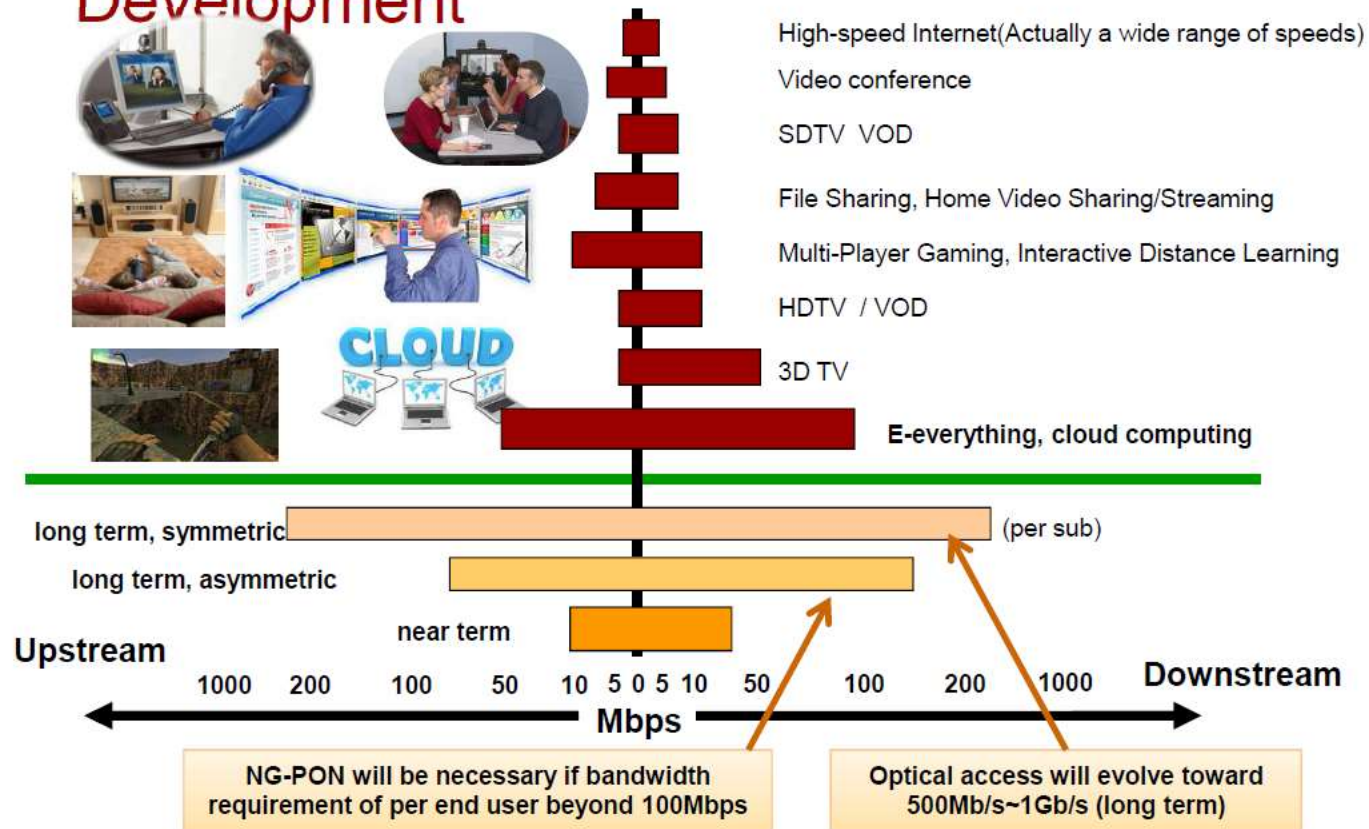 Development
High-speed Internet(Actually a wide range of speeds)
Video conference
SDTV VOD
File Sharing, Home Video Sharing/Streaming
Multi-Player Gaming, Interactive Distance Learning
HDTV / VOD
CLOUD
3D TV
E-everything, cloud computing
long term, symmetric
(per sub)
long term, asymmetric
near term
Upstream
Downstream
1000 200 100 50 10 5 0 5 10 50 100 200 1000
Mbps
NG-PON will be necessary if bandwidth
requirement of per end user beyond 100Mbps
Optical access will evolve toward
500Mb/s~1Gb/s (long term)